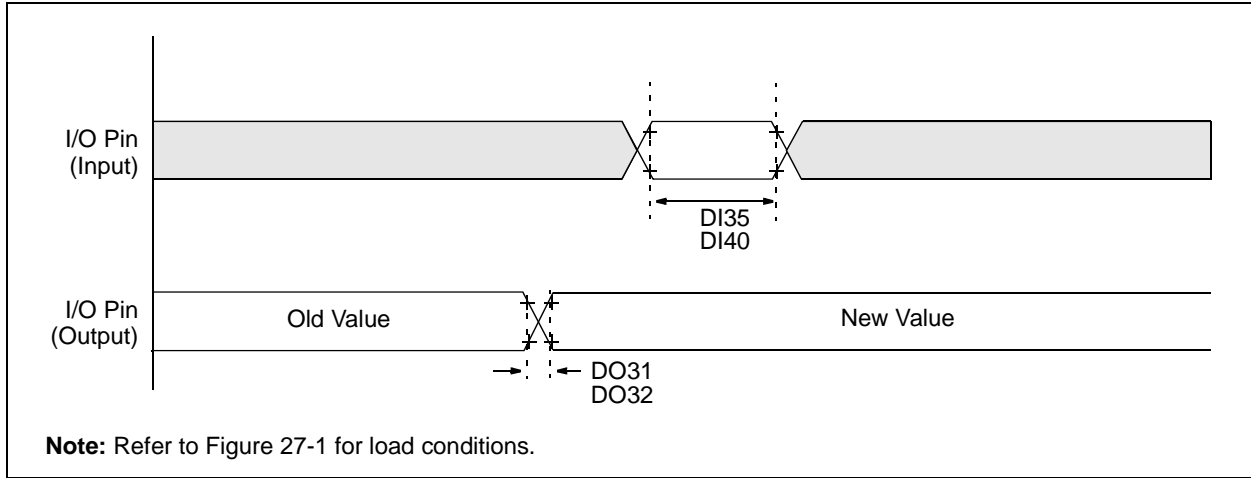 I/O Pin
(Input)
DI35
DI40
I/O Pin
(Output)
Old Value
New Value
DO31
DO32
Note: Refer to Figure 27-1 for load conditions.